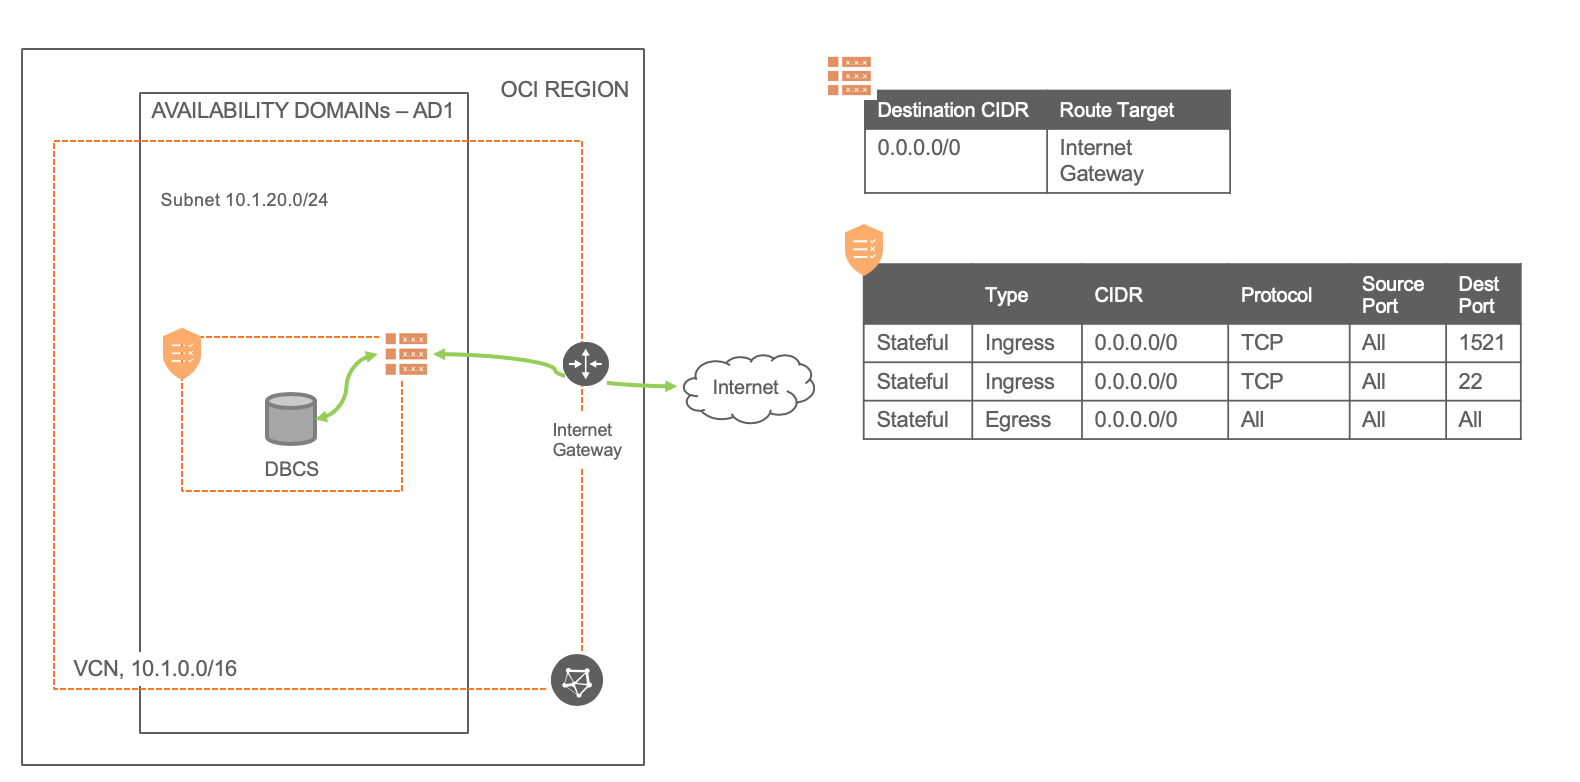 OCI REGION
AVAILABILITY DOMAINs – AD1
Subnet 10.1.20.0/24
DBCS
Internet
Gateway
Internet
VCN, 10.1.0.0/16
x.x.x
x.x.x
x.x.x
x.x.x
x.x.x
x.x.x
Destination CIDR Route Target
0.0.0.0/0 Internet
Gateway
Type CIDR Protocol Source Port Dest Port
Stateful Ingress 0.0.0.0/0 TCP All 1521
Stateful Ingress 0.0.0.0/0 TCP All 22
Stateful Egress 0.0.0.0/0 All All All